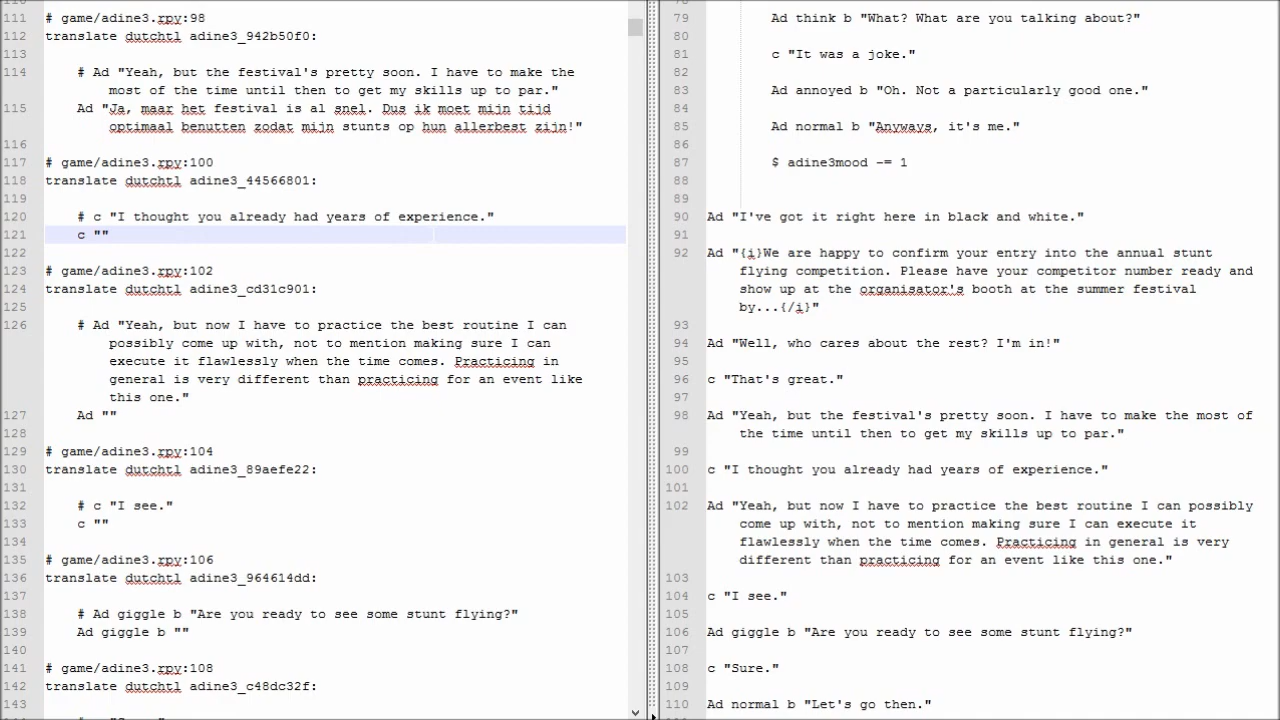 111 # game/adine3.rpy:98
112 translate dutchtl adine3_942b50f0:
113
114 # Ad "Yeah, but the festival's pretty soon. I have to make the
most of the time until then to get my skills up to par."
115 Ad "Ja, maar het festival is al snel. Dus ik moet mijn tijd
optimaal benutten zodat mijn stunts op hun allerbest zijn!"
116
117 # game/adine3.rpy:100
118 translate dutchtl adine3_44566801:
119
120 # c "I thought you already had years of experience."
121 c ""
122
123 # game/adine3.rpy:102
124 translate dutchtl adine3_cd31c901:
125
126 # Ad "Yeah, but now I have to practice the best routine I can
possibly come up with, not to mention making sure I can
execute it flawlessly when the time comes. Practicing in
general is very different than practicing for an event like
this one."
127 Ad ""
128
129 # game/adine3.rpy:104
130 translate dutchtl adine3_89aefe22:
131
132 # c "I see."
133 c ""
134
135 # game/adine3.rpy:106
136 translate dutchtl adine3_964614dd:
137
138 # Ad giggle b "Are you ready to see some stunt flying?"
139 Ad giggle b ""
140
141 # game/adine3.rpy:108
142 translate dutchtl adine3_c48dc32f:
143
79 Ad think b "What? What are you talking about?"
80
81 c "It was a joke."
82
83 Ad annoyed b "Oh. Not a particularly good one."
84
85 Ad normal b "Anyways, it's me."
86
87 $ adine3mood -= 1
88
89
90 Ad "I've got it right here in black and white."
91
92 Ad "{i}We are happy to confirm your entry into the annual stunt
flying competition. Please have your competitor number ready and
show up at the organisator's booth at the summer festival
by...{/i}"
93
94 Ad "Well, who cares about the rest? I'm in!"
95
96 c "That's great."
97
98 Ad "Yeah, but the festival's pretty soon. I have to make the most of
the time until then to get my skills up to par."
99
100 c "I thought you already had years of experience."
101
102 Ad "Yeah, but now I have to practice the best routine I can possibly
come up with, not to mention making sure I can execute it
flawlessly when the time comes. Practicing in general is very
different than practicing for an event like this one."
103
104 c "I see."
105
106 Ad giggle b "Are you ready to see some stunt flying?"
107
108 c "Sure."
109
110 Ad normal b "Let's go then."